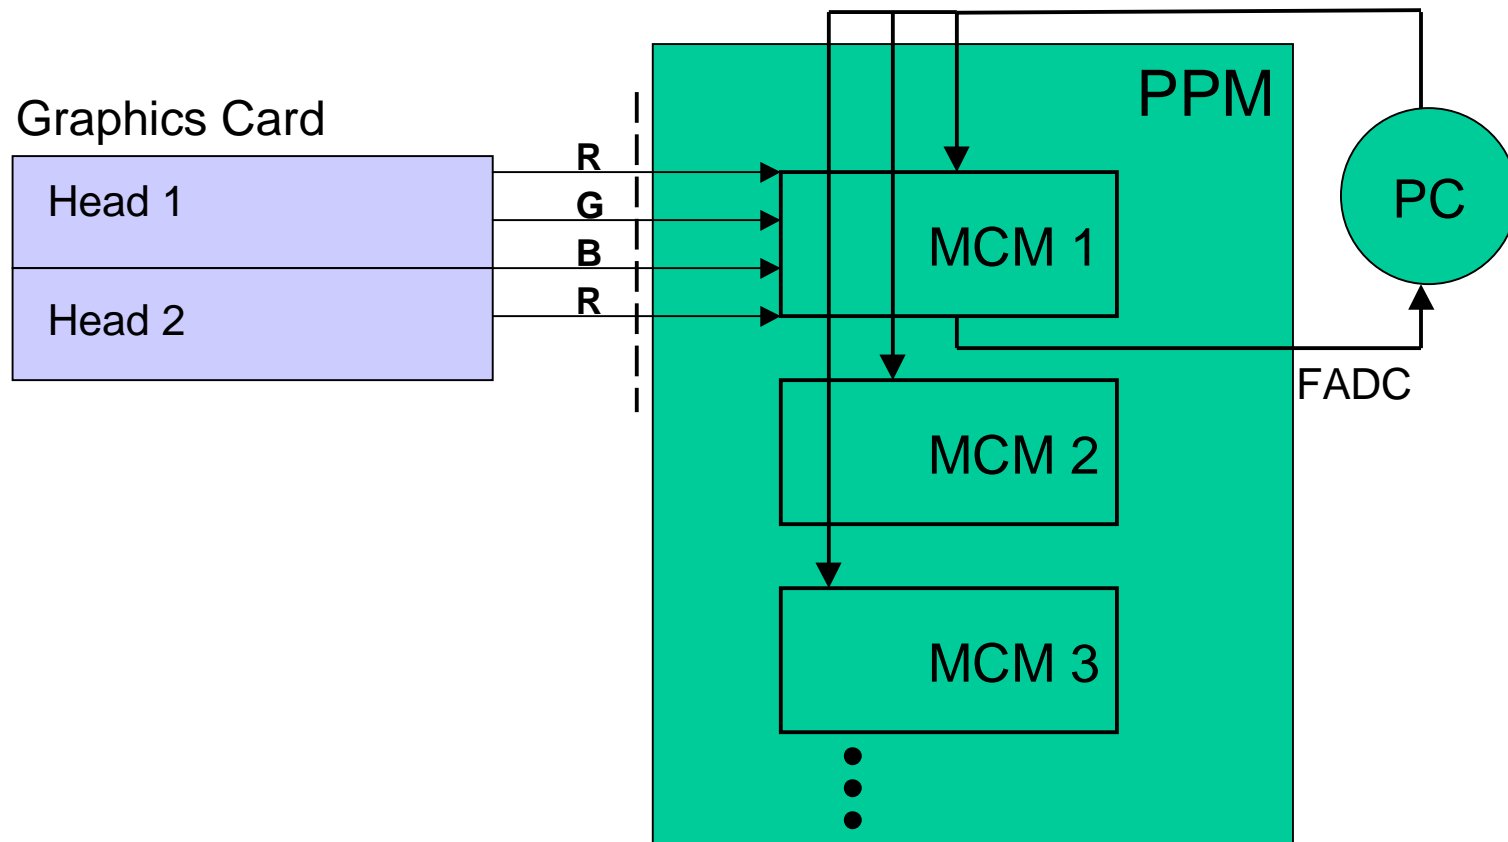 PPM
Graphics Card
R
Head 1
G
PC
B
MCM 1
R
Head 2
FADC
MCM 2
MCM 3